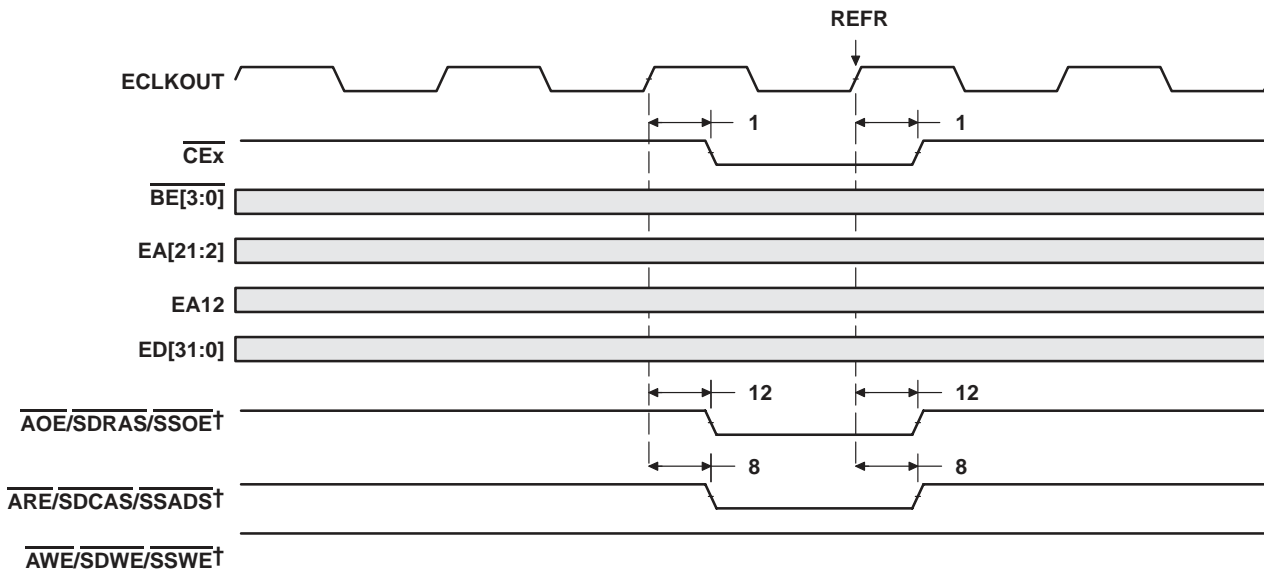 REFR
ECLKOUT
1 1
CEx
BE[3:0]
EA[21:2]
EA12
ED[31:0]
12 12
AOE/SDRAS/SSOE†
8 8
ARE/SDCAS/SSADS†
AWE/SDWE/SSWE†